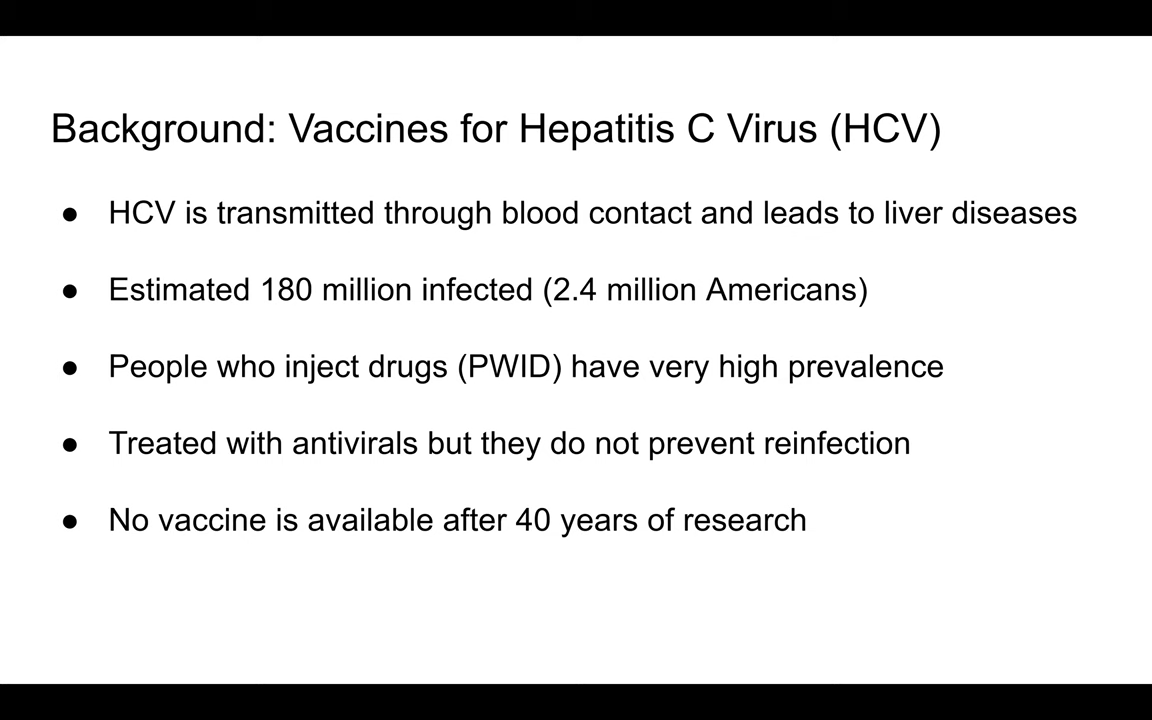 Background: Vaccines for Hepatitis C Virus (HCV)
● HCV is transmitted through blood contact and leads to liver diseases
● Estimated 180 million infected (2.4 million Americans)
● People who inject drugs (PWID) have very high prevalence
● Treated with antivirals but they do not prevent reinfection
● No vaccine is available after 40 years of research